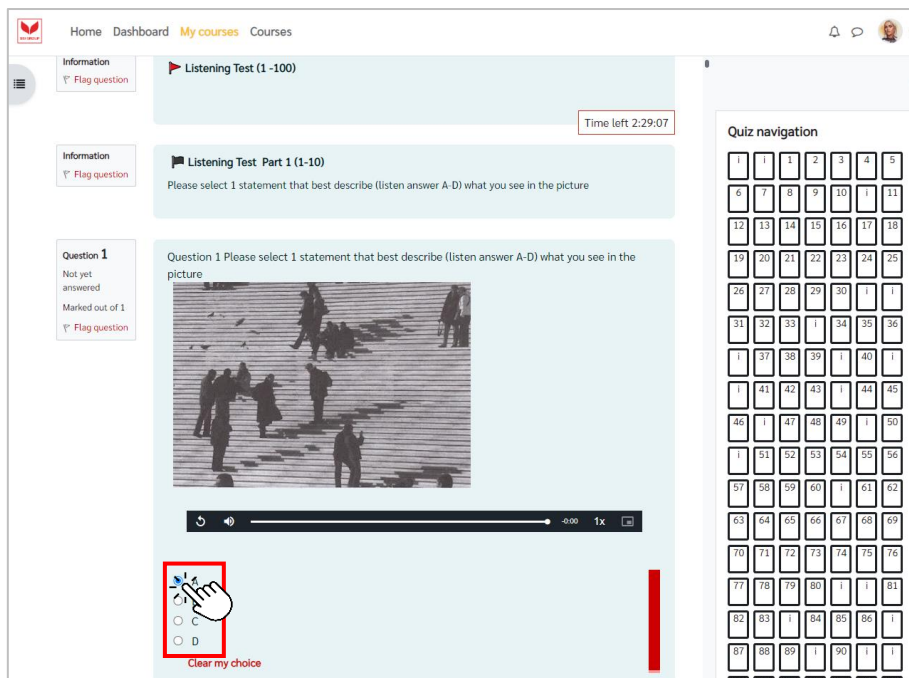 Home Dashboard My courses Courses
Information
Flag question
Listening Test (1 -100)
Time left 2:29:07
Information
Flag question
Listening Test Part 1 (1-10)
Please select 1 statement that best describe (listen answer A-D) what you see in the picture
Question 1
Not yet
answered
Marked out of 1
Flag question
Question 1 Please select 1 statement that best describe (listen answer A-D) what you see in the
picture
-0:00 1x
A
C
D
Clear my choice
Quiz navigation
i i 1 2 3 4 5
6 7 8 9 10 i 11
12 13 14 15 16 17 18
19 20 21 22 23 24 25
26 27 28 29 30 i i
31 32 33 i 34 35 36
i 37 38 39 i 40 i
i 41 42 43 i 44 45
46 i 47 48 49 i 50
i 51 52 53 54 55 56
57 58 59 60 i 61 62
63 64 65 66 67 68 69
70 71 72 73 74 75 76
77 78 79 80 i i 81
82 83 i 84 85 86 i
87 88 89 i 90 i i